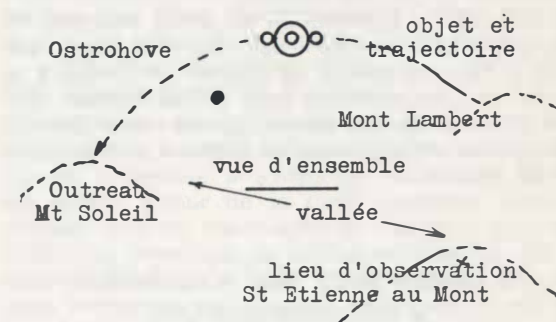 objet et
Ostrohove trajectoire
Mont Lambert
vue d'ensemble
Outreau
Mt Soleil vallée
lieu d'observation
St Etienne au Mont